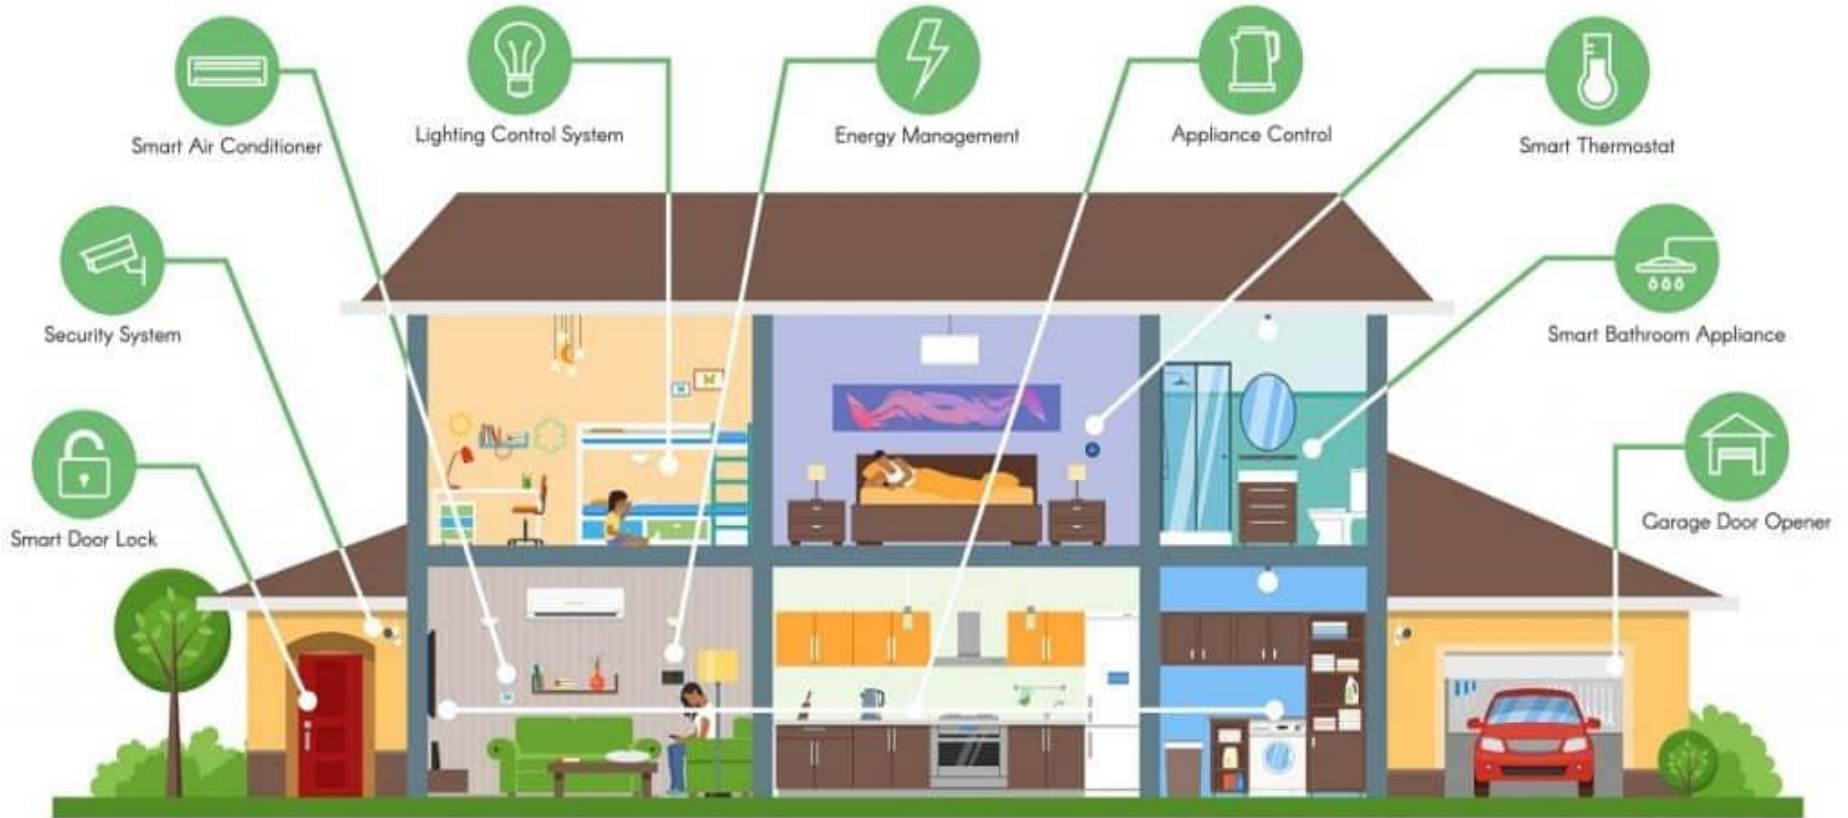 Smart Air Conditioner
Lighting Control System
Energy Management
Appliance Control
Smart Thermostat
Security System
Smart Bathroom Appliance
Smart Door Lock
Garage Door Opener